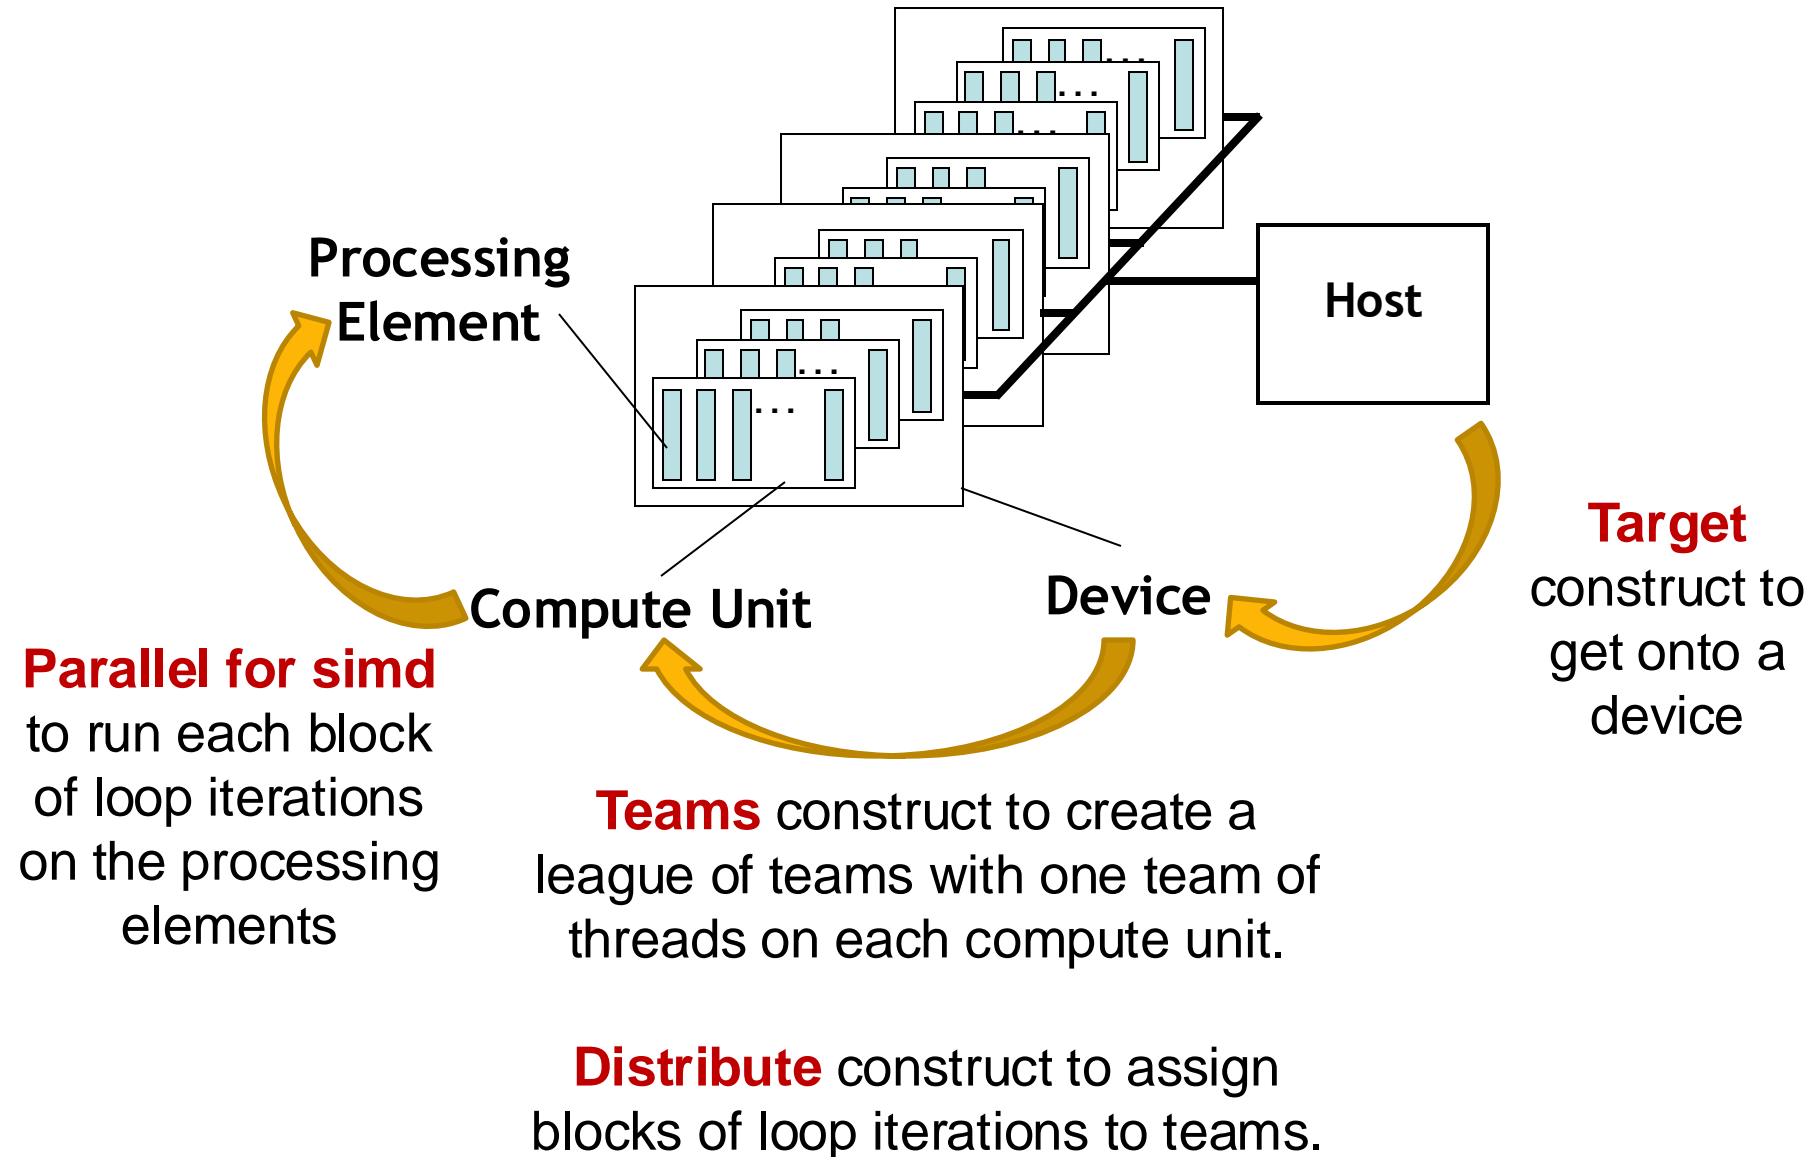 Processing
Element
Host
Compute Unit
Device
Target
construct to
get onto a
device
Parallel for simd
to run each block
of loop iterations
on the processing
elements
Teams construct to create a
league of teams with one team of
threads on each compute unit.
Distribute construct to assign
blocks of loop iterations to teams.